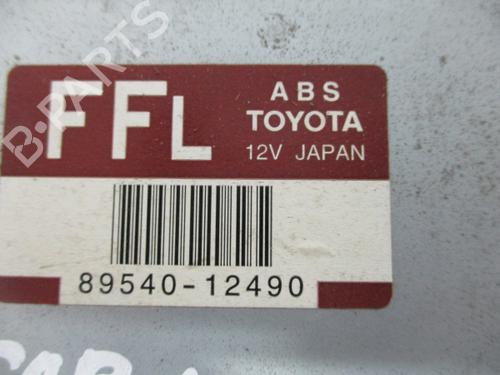 B-PARTS
FFL
ABS
TOYOTA
12V JAPAN
89540-12490